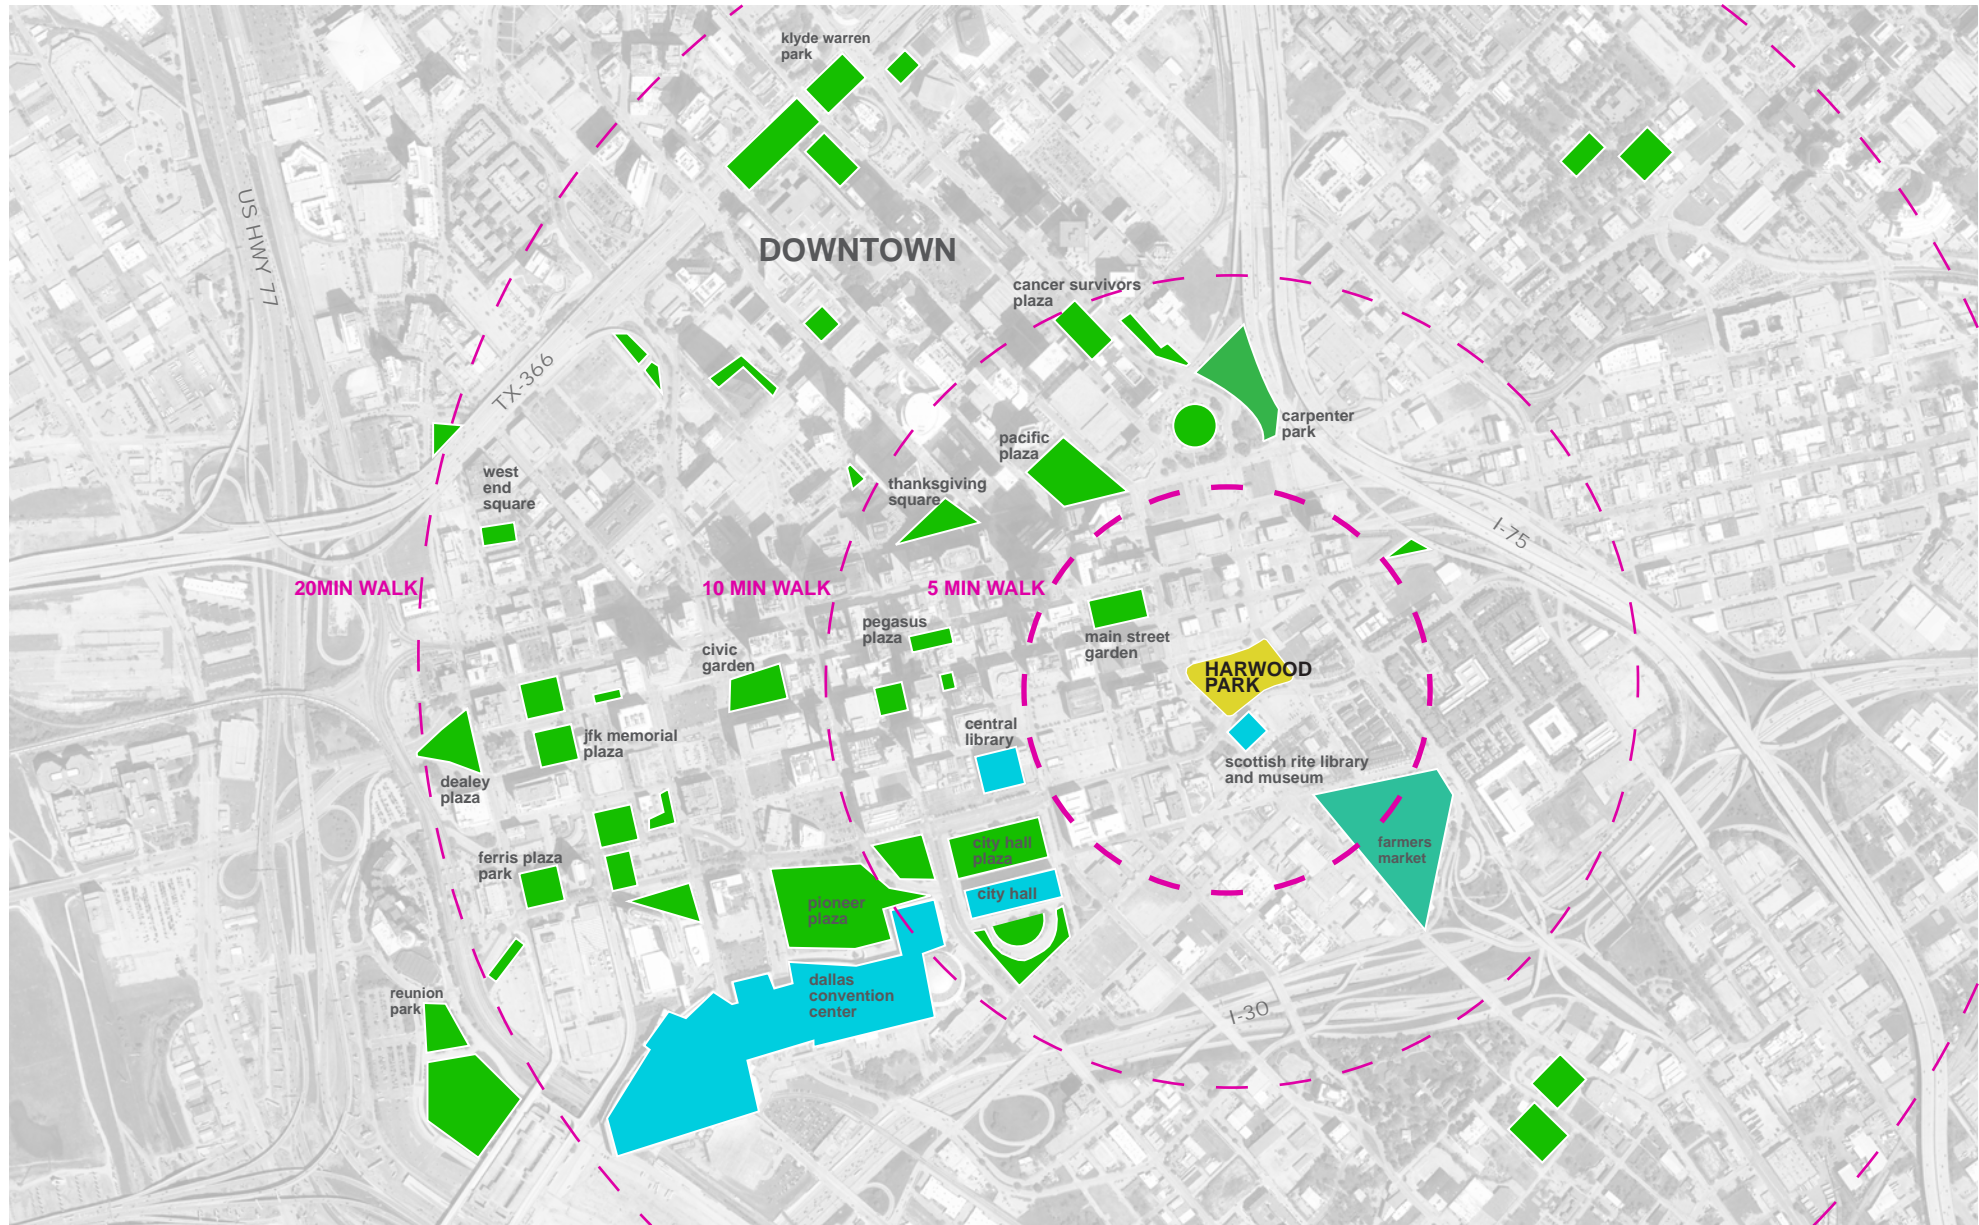 klyde warren
park
US HWY 77
DOWNTOWN
cancer survivors
plaza
TX-366
carpenter
park
pacific
plaza
west
end
square
thanksgiving
square
I-75
20MIN WALK
10 MIN WALK
5 MIN WALK
pegasus
plaza
main street
garden
civic
garden
HARWOOD
PARK
central
library
jfk memorial
plaza
scottish rite library
and museum
dealey
plaza
city hall
plaza
farmers
market
ferris plaza
park
city hall
pioneer
plaza
dallas
convention
center
reunion
park
I-30